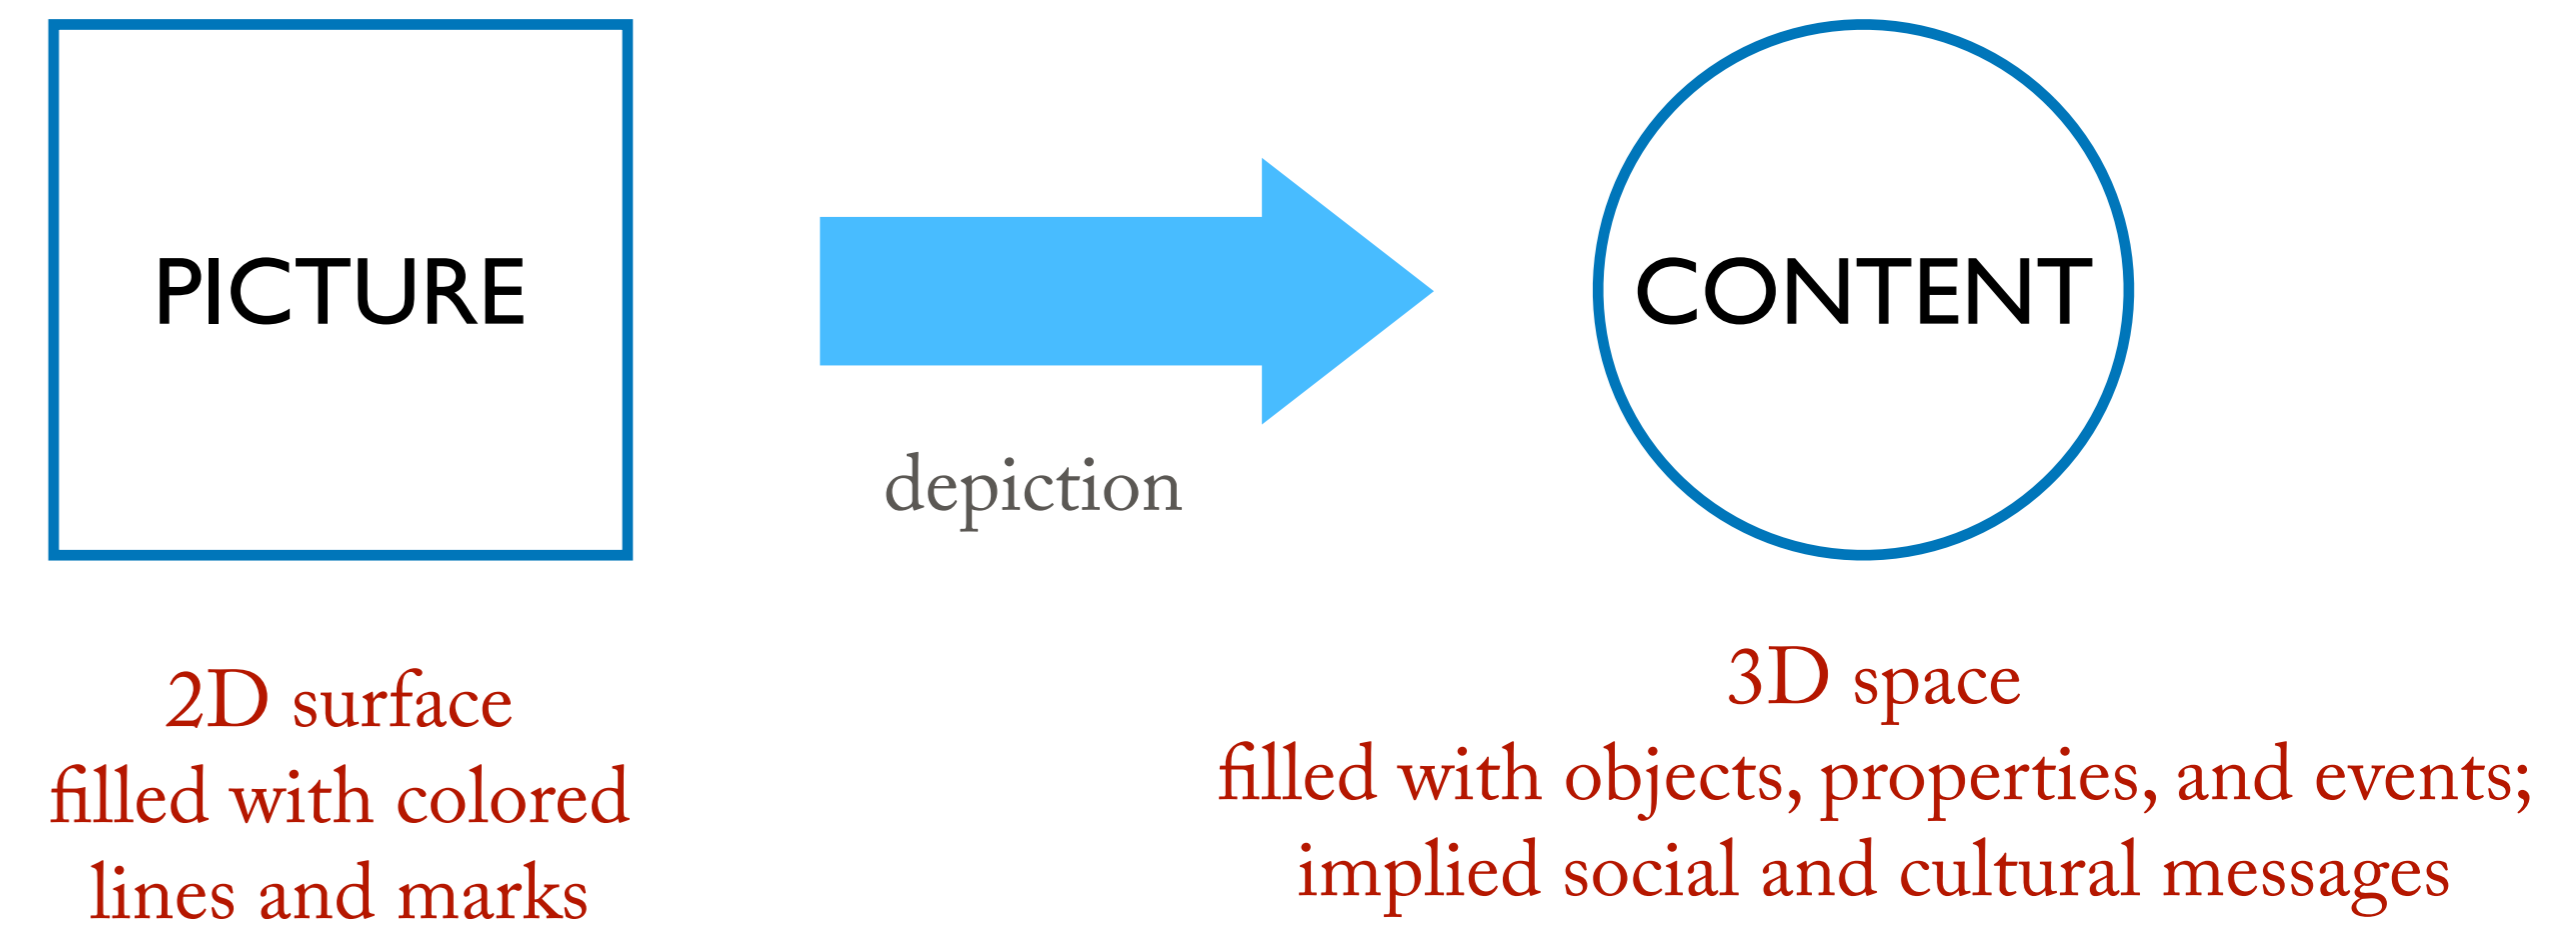 PICTURE
depiction
CONTENT
2D surface
filled with colored
lines and marks
3D space
filled with objects, properties, and events;
implied social and cultural messages